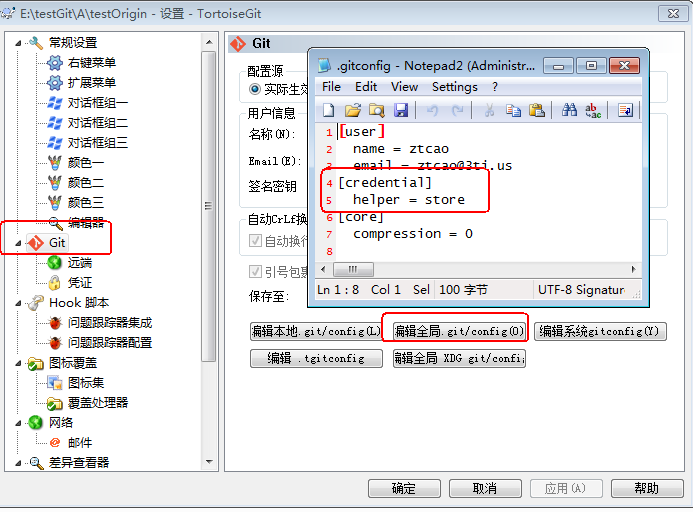 E:\testGit\A\testOrigin - 设置 - TortoiseGit
常规设置
右键菜单
扩展菜单
对话框组一
对话框组二
对话框组三
颜色一
颜色二
颜色三
编辑器
Git
远端
凭证
Hook 脚本
问题跟踪器集成
问题跟踪器配置
图标覆盖
图标集
覆盖处理器
网络
邮件
差异查看器
Git
配置源
实际生效
用户信息
名称(N):
Email(E):
签名密钥
自动CrLf换
自动换行
引号包裹
保存至:
.gitconfig - Notepad2 (Administr...
File Edit View Settings ?
1 [user]
2 name = ztcao
3 email = ztcao@3ti.us
4 [credential]
5 helper = store
6 [core]
7 compression = 0
8
Ln 1 : 8 Col 1 Sel 100 字节 UTF-8 Signature
编辑本地.git/config(L)
编辑全局.git/config(O)
编辑系统gitconfig(Y)
编辑 .tgitconfig
编辑全局 XDG git/confi
确定
取消
应用(A)
帮助